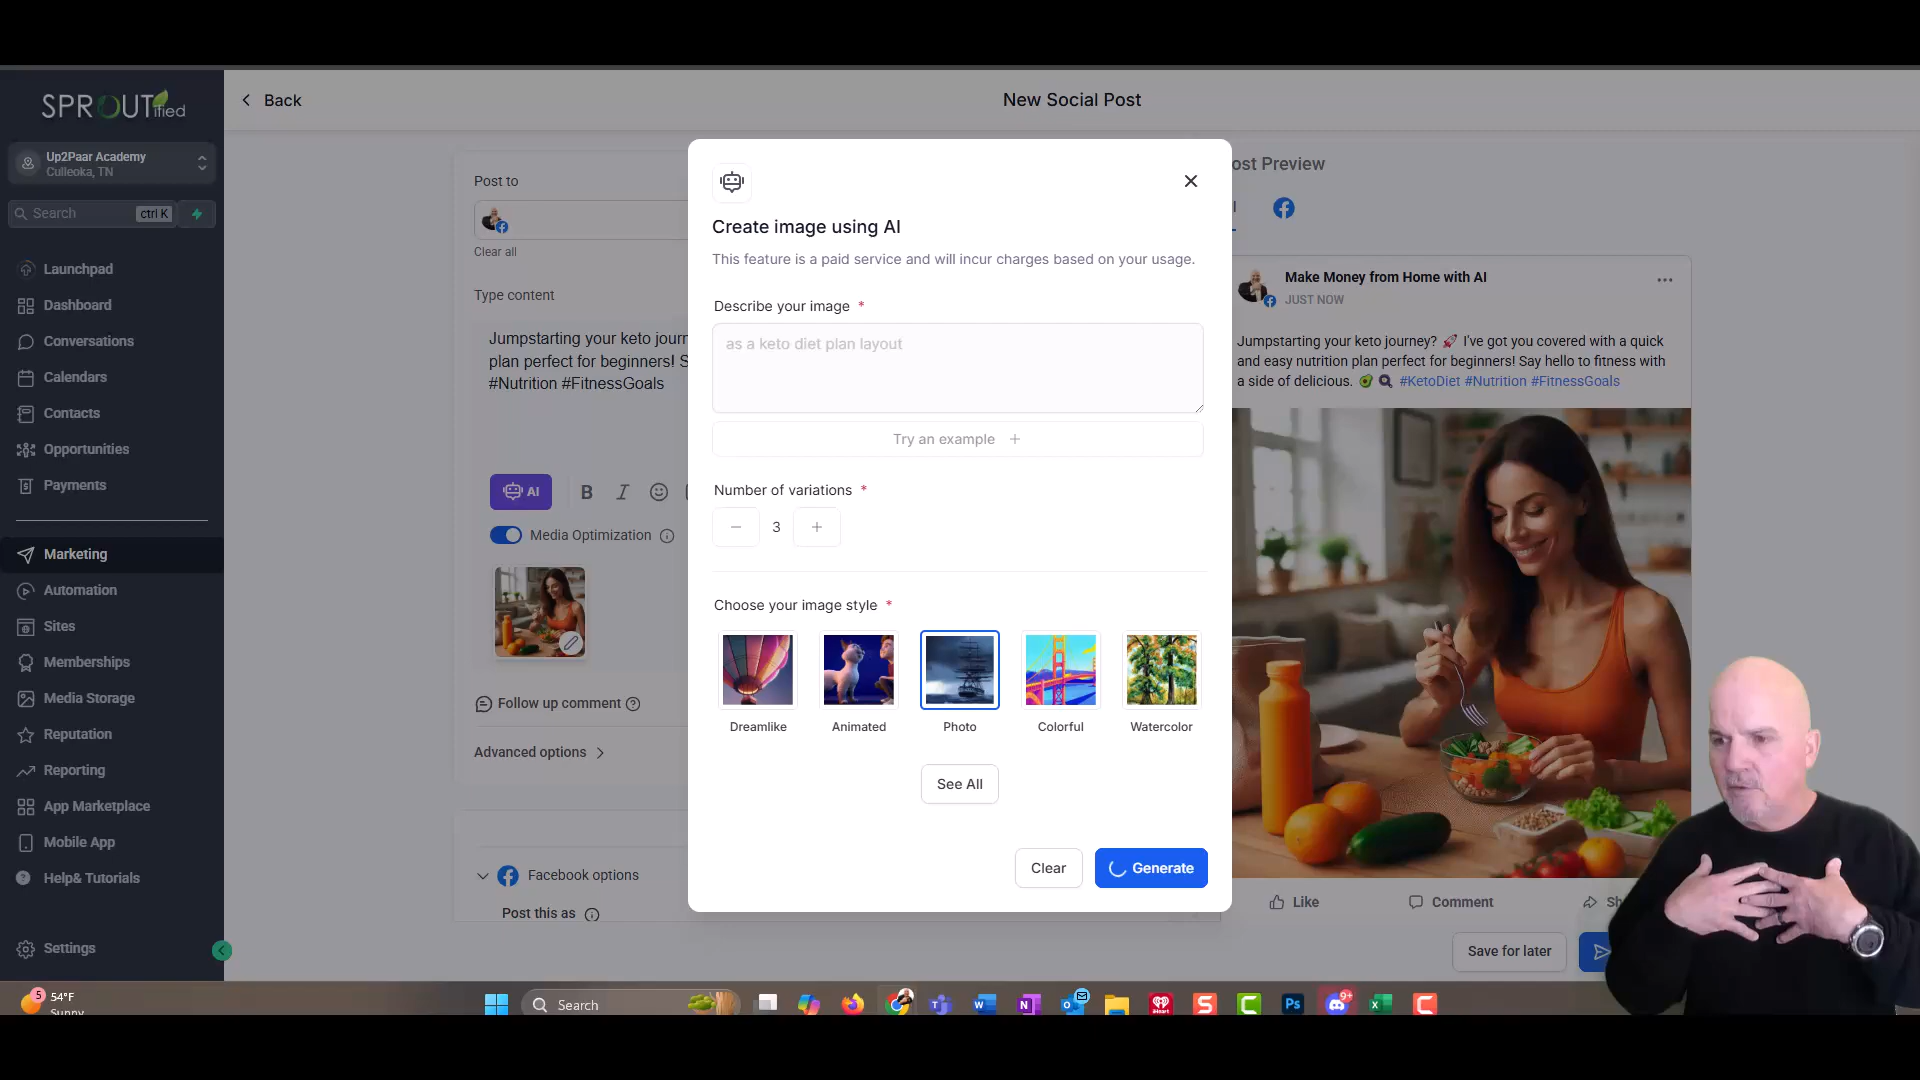 SPROUTified
Up2Paar Academy
Culleoka, TN
Search
ctrl K
Launchpad
Dashboard
Conversations
Calendars
Contacts
Opportunities
Payments
Marketing
Automation
Sites
Memberships
Media Storage
Reputation
Reporting
App Marketplace
Mobile App
Help& Tutorials
Settings
Back
New Social Post
Post to
Clear all
Type content
Jumpstarting your keto journ
plan perfect for beginners! S
#Nutrition #FitnessGoals
AI
B
I
Media Optimization
Follow up comment
Advanced options
Facebook options
Post this as
Create image using AI
This feature is a paid service and will incur charges based on your usage.
Describe your image *
as a keto diet plan layout
Try an example +
Number of variations *
3
Choose your image style *
Dreamlike
Animated
Photo
Colorful
Watercolor
See All
Clear
Generate
ost Preview
Make Money from Home with AI
JUST NOW
Jumpstarting your keto journey? 🚀 I've got you covered with a quick
and easy nutrition plan perfect for beginners! Say hello to fitness with
a side of delicious. 🥑 🍳 #KetoDiet #Nutrition #FitnessGoals
Like
Comment
Sh
Save for later
5
54°F
Sunny
Search
iHeart
9+
Ps